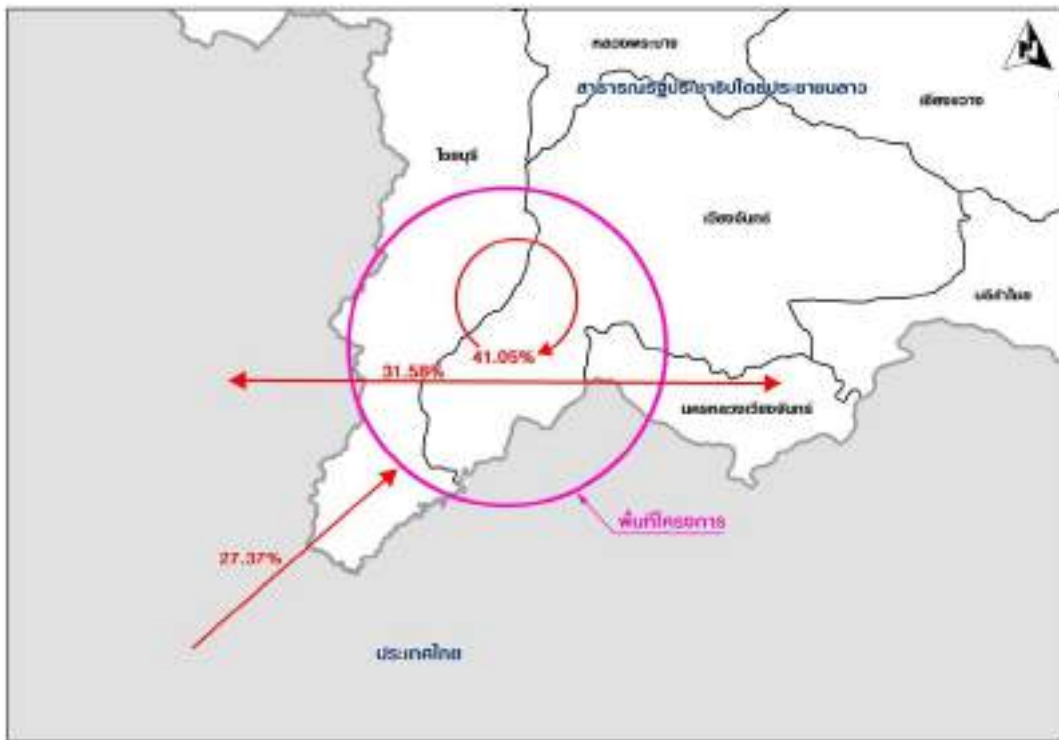 หลวงพระบาง
สาธารณรัฐประชาธิปไตยประชาชนลาว
เชียงขวาง
ไชยบุรี
เวียงจันทร์
บลิคำไซย
41.05%
31.58%
นครหลวงเวียงจันทร์
พื้นที่โครงการ
27.37%
ประเทศไทย